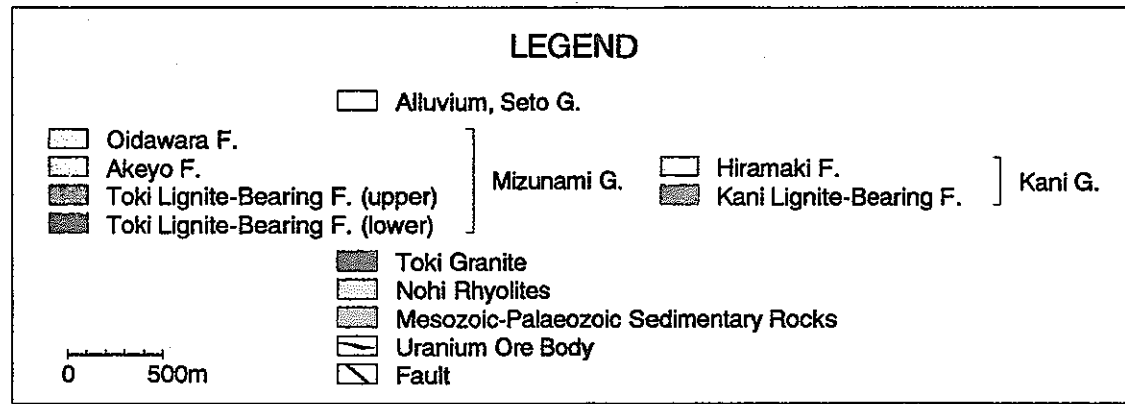 LEGEND
Alluvium, Seto G.
Oidawara F.
Akeyo F.
Toki Lignite-Bearing F. (upper)
Toki Lignite-Bearing F. (lower)
Mizunami G.
Hiramaki F.
Kani Lignite-Bearing F.
Kani G.
Toki Granite
Nohi Rhyolites
Mesozoic-Palaeozoic Sedimentary Rocks
Uranium Ore Body
Fault
0 500m